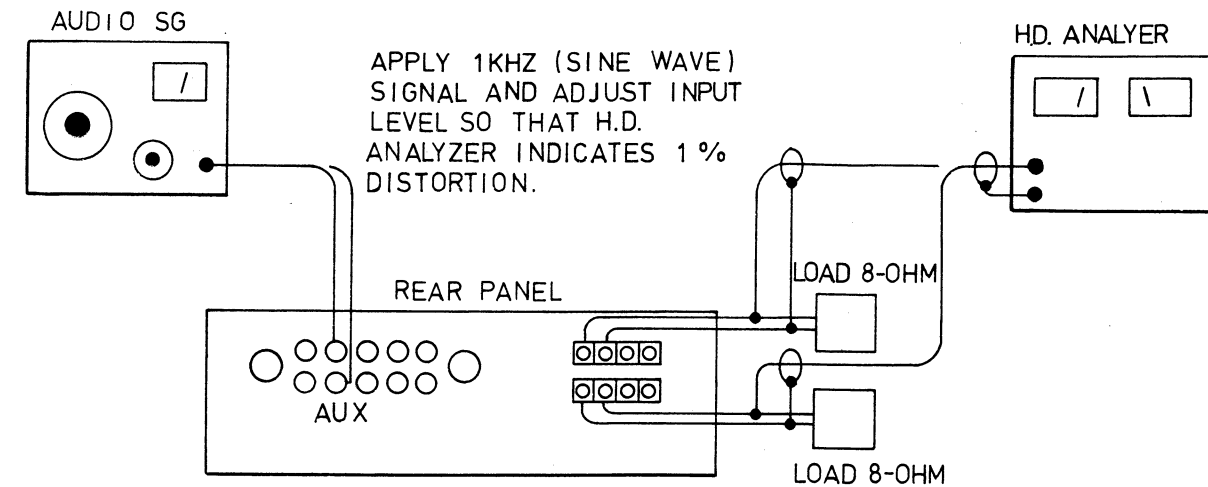 AUDIO SG
H.D. ANALYER
APPLY 1KHZ (SINE WAVE)
SIGNAL AND ADJUST INPUT
LEVEL SO THAT H.D.
ANALYZER INDICATES 1%
DISTORTION.
LOAD 8-OHM
REAR PANEL
AUX
LOAD 8-OHM